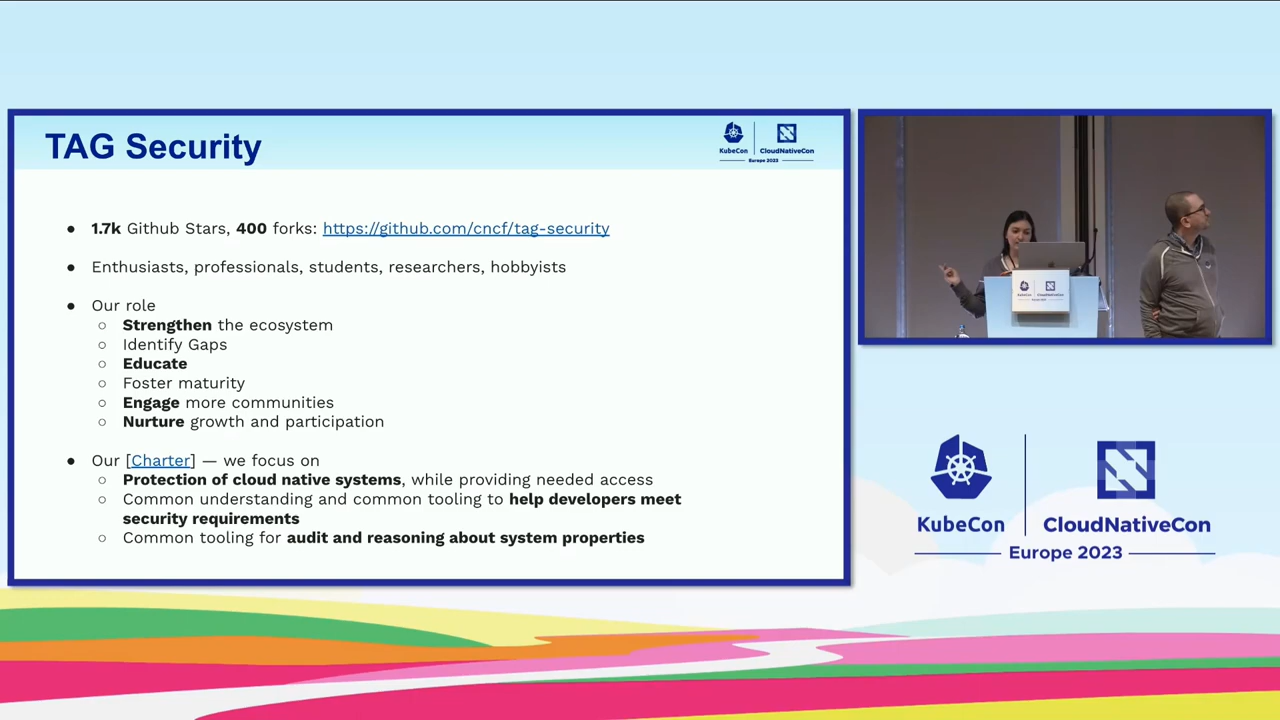 TAG Security
KubeCon
CloudNativeCon
Europe 2023
● 1.7k Github Stars, 400 forks: https://github.com/cncf/tag-security
● Enthusiasts, professionals, students, researchers, hobbyists
● Our role
○ Strengthen the ecosystem
○ Identify Gaps
○ Educate
○ Foster maturity
○ Engage more communities
○ Nurture growth and participation
● Our [Charter] — we focus on
○ Protection of cloud native systems, while providing needed access
○ Common understanding and common tooling to help developers meet
security requirements
○ Common tooling for audit and reasoning about system properties
KubeCon
CloudNativeCon
Europe 2023